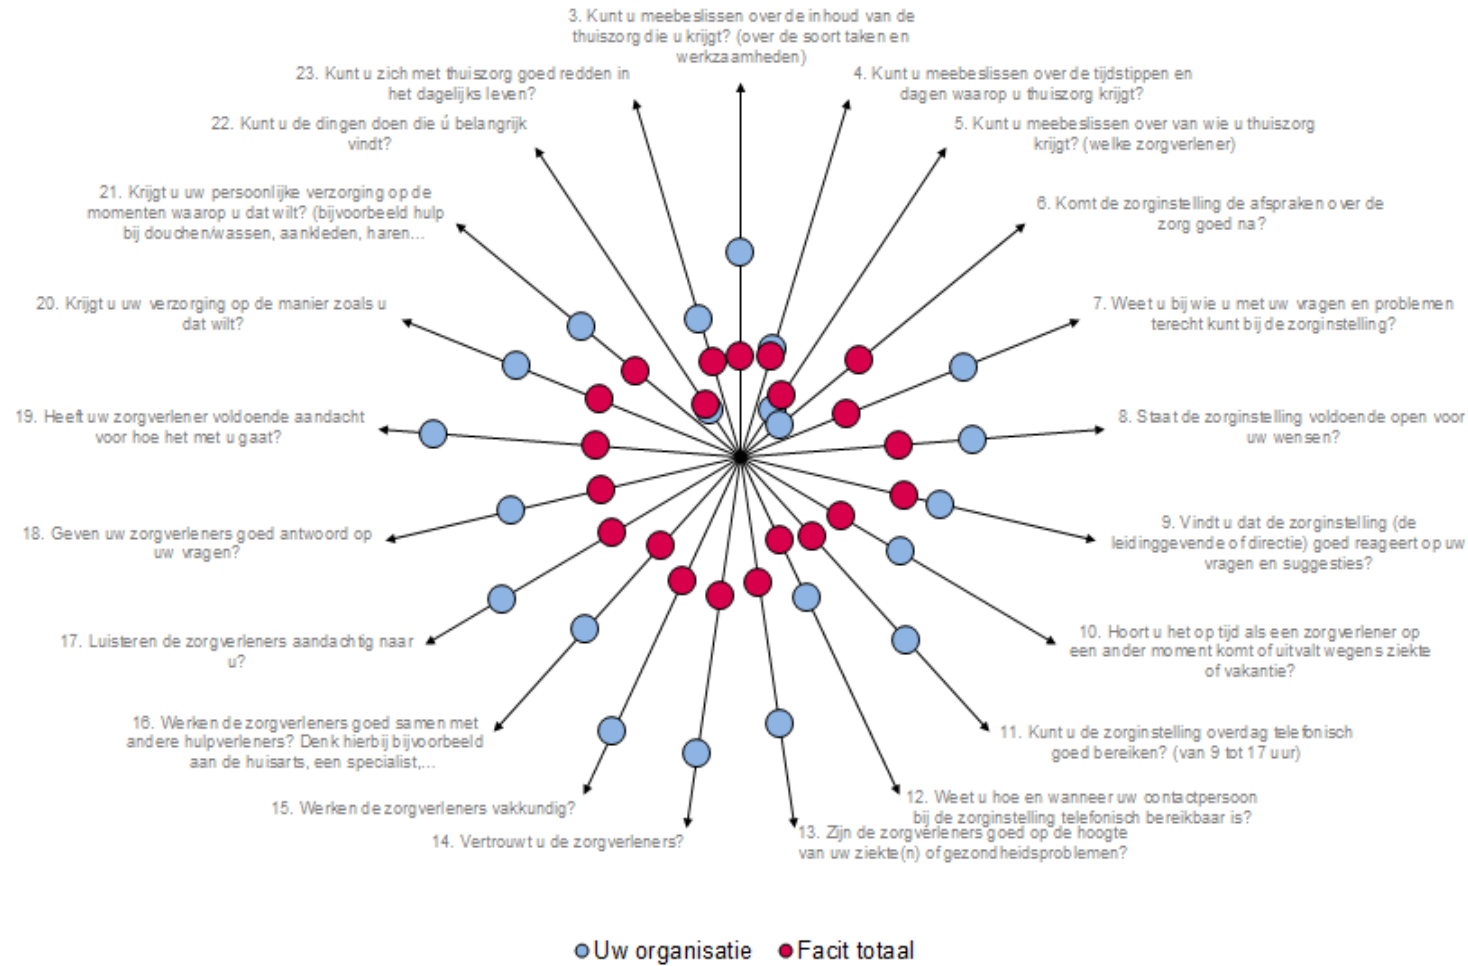 3. Kunt u meebeslissen over de inhoud van de
thuiszorg die u krijgt? (over de soort taken en
werkzaamheden)
4. Kunt u meebeslissen over de tijdstippen en
dagen waarop u thuiszorg krijgt?
5. Kunt u meebeslissen over van wie u thuiszorg
krijgt? (welke zorgverlener)
6. Komt de zorginstelling de afspraken over de
zorg goed na?
7. Weet u bij wie u met uw vragen en problemen
terecht kunt bij de zorginstelling?
8. Staat de zorginstelling voldoende open voor
uw wensen?
9. Vindt u dat de zorginstelling (de
leidinggevende of directie) goed reageert op uw
vragen en suggesties?
10. Hoort u het op tijd als een zorgverlener op
een ander moment komt of uitvalt wegens ziekte
of vakantie?
11. Kunt u de zorginstelling overdag telefonisch
goed bereiken? (van 9 tot 17 uur)
12. Weet u hoe en wanneer uw contactpersoon
bij de zorginstelling telefonisch bereikbaar is?
13. Zijn de zorgverleners goed op de hoogte
van uw ziekte(n) of gezondheidsproblemen?
14. Vertrouwt u de zorgverleners?
15. Werken de zorgverleners vakkundig?
16. Werken de zorgverleners goed samen met
andere hulpverleners? Denk hierbij bijvoorbeeld
aan de huisarts, een specialist,...
17. Luisteren de zorgverleners aandachtig naar
u?
18. Geven uw zorgverleners goed antwoord op
uw vragen?
19. Heeft uw zorgverlener voldoende aandacht
voor hoe het met u gaat?
20. Krijgt u uw verzorging op de manier zoals u
dat wilt?
21. Krijgt u uw persoonlijke verzorging op de
momenten waarop u dat wilt? (bijvoorbeeld hulp
bij douchen/wassen, aankleden, haren...
22. Kunt u de dingen doen die ú belangrijk
vindt?
23. Kunt u zich met thuiszorg goed redden in
het dagelijks leven?
Uw organisatie
Facit totaal